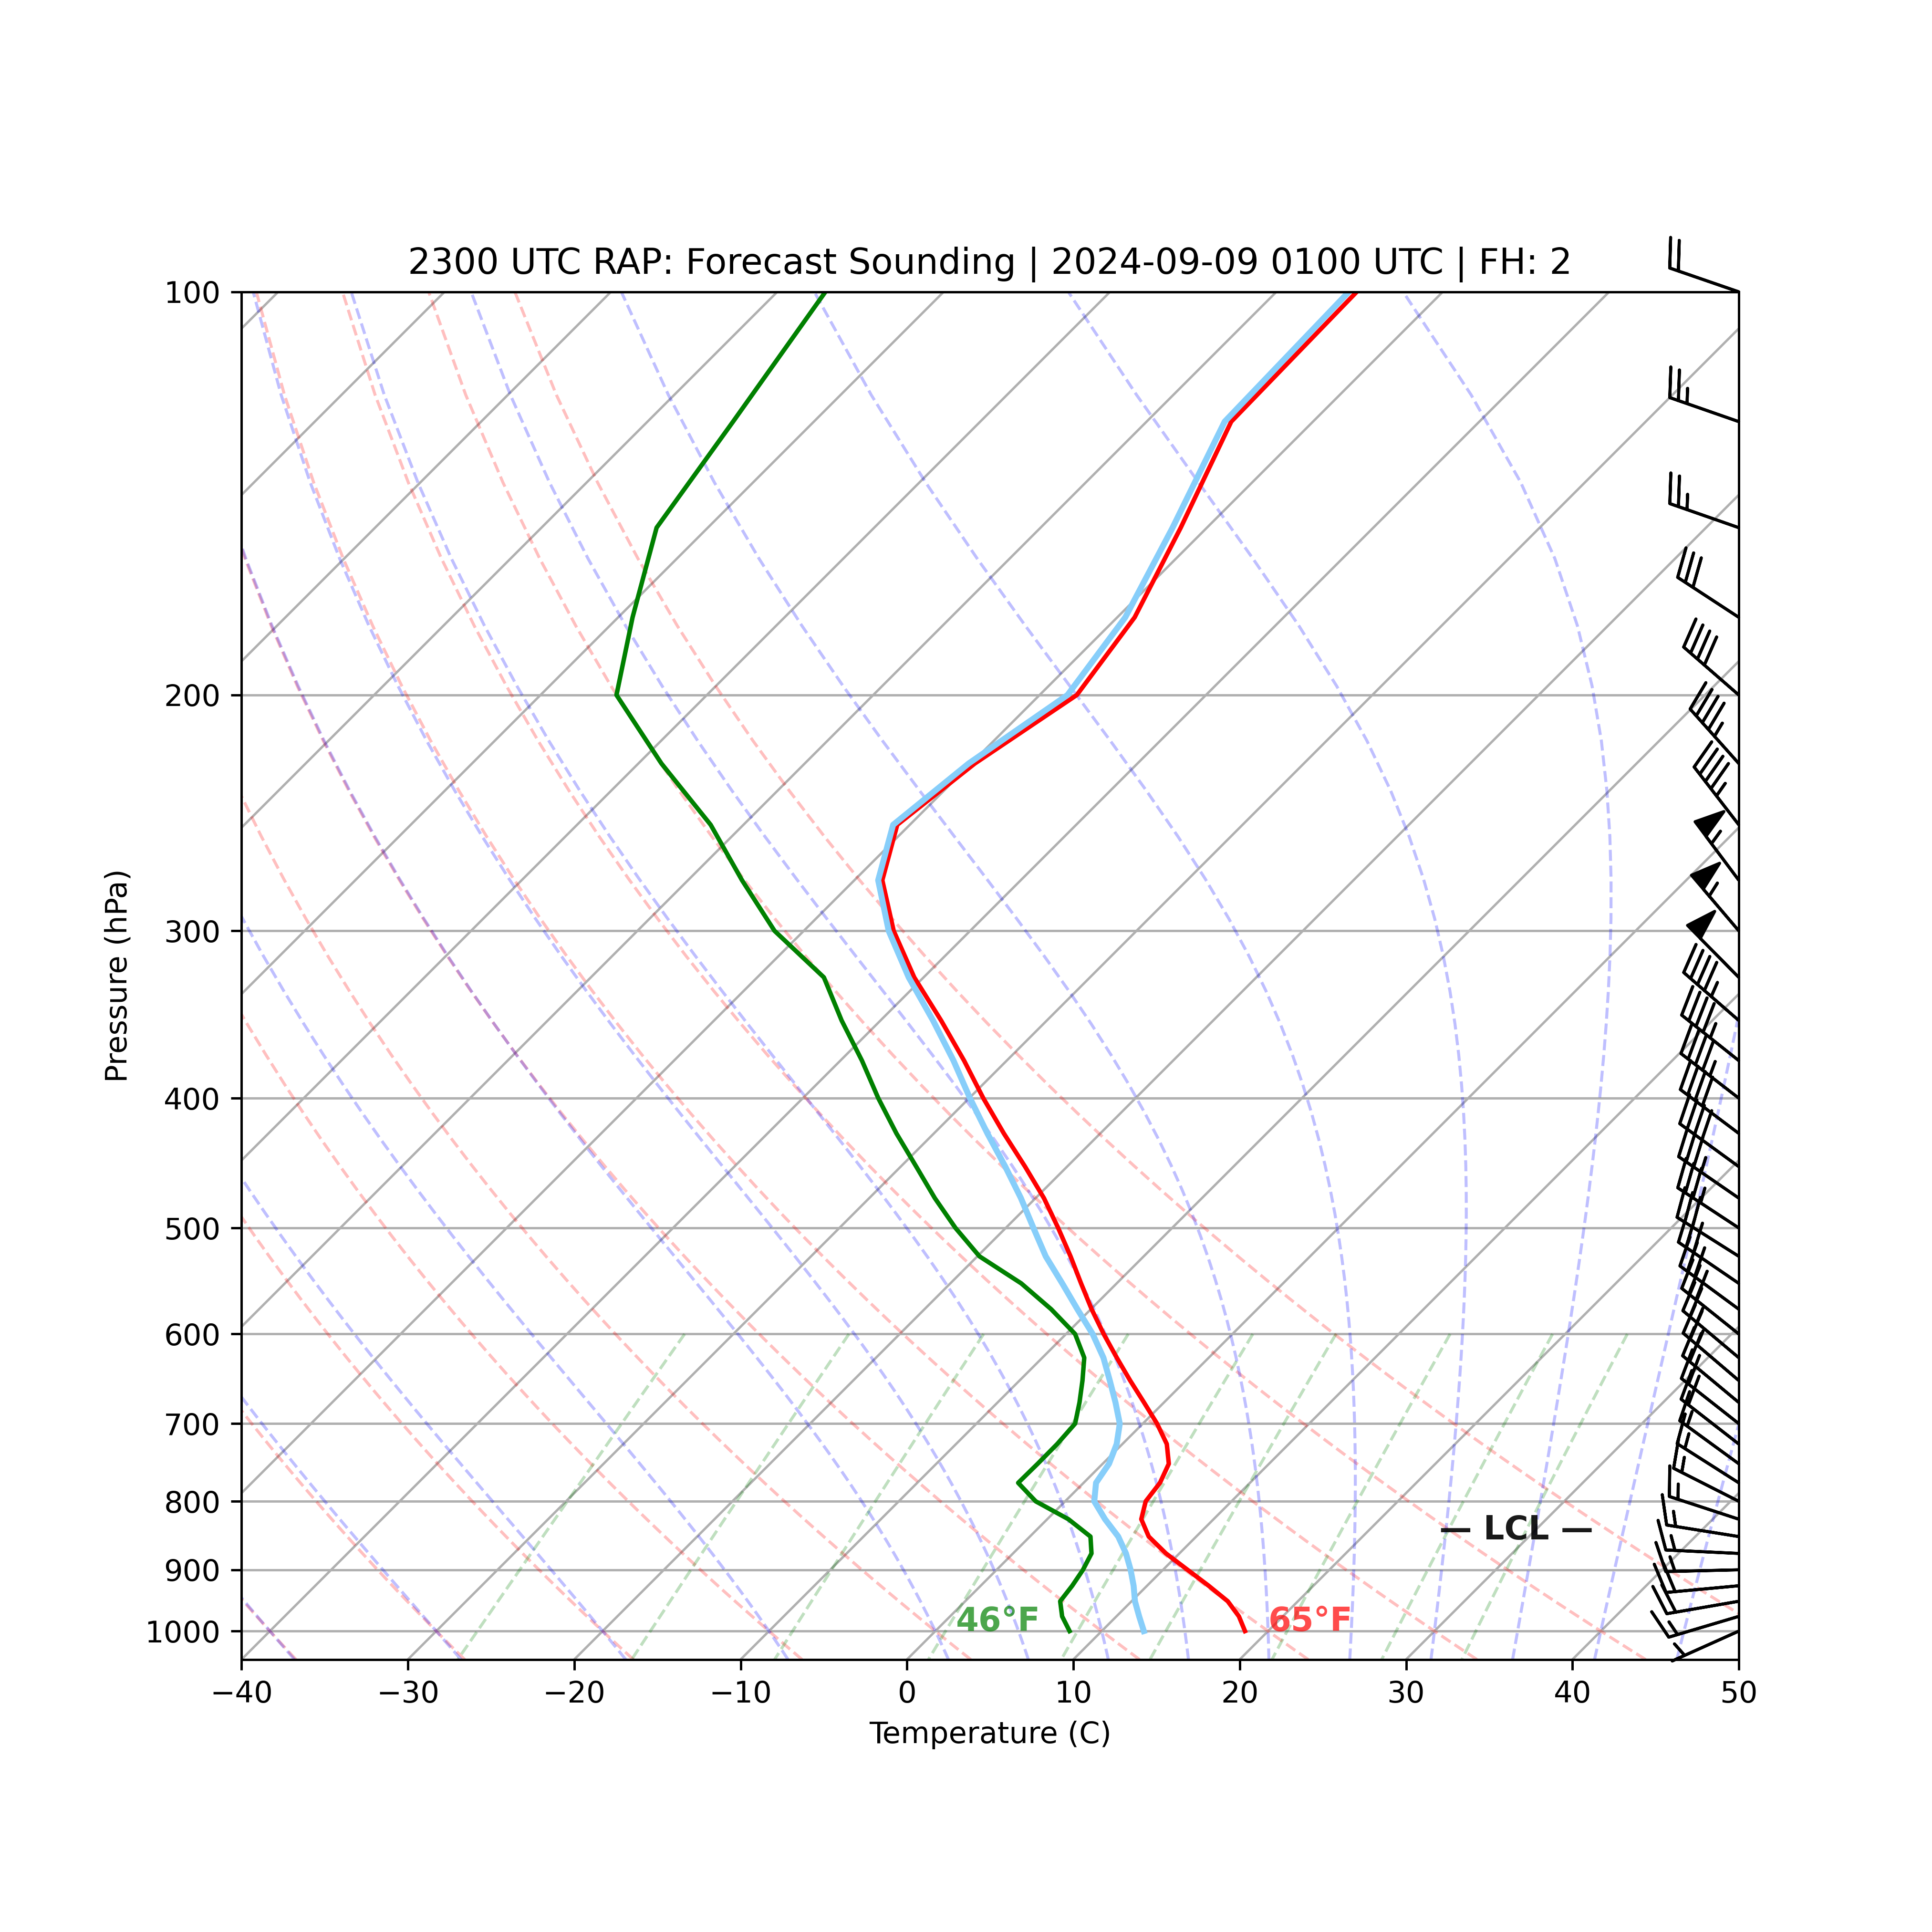 2300 UTC RAP: Forecast Sounding | 2024-09-09 0100 UTC | FH: 2
100
200
300
400
500
600
700
800
900
1000
Pressure (hPa)
— LCL —
46°F
65°F
−40 −30 −20 −10 0 10 20 30 40 50
Temperature (C)